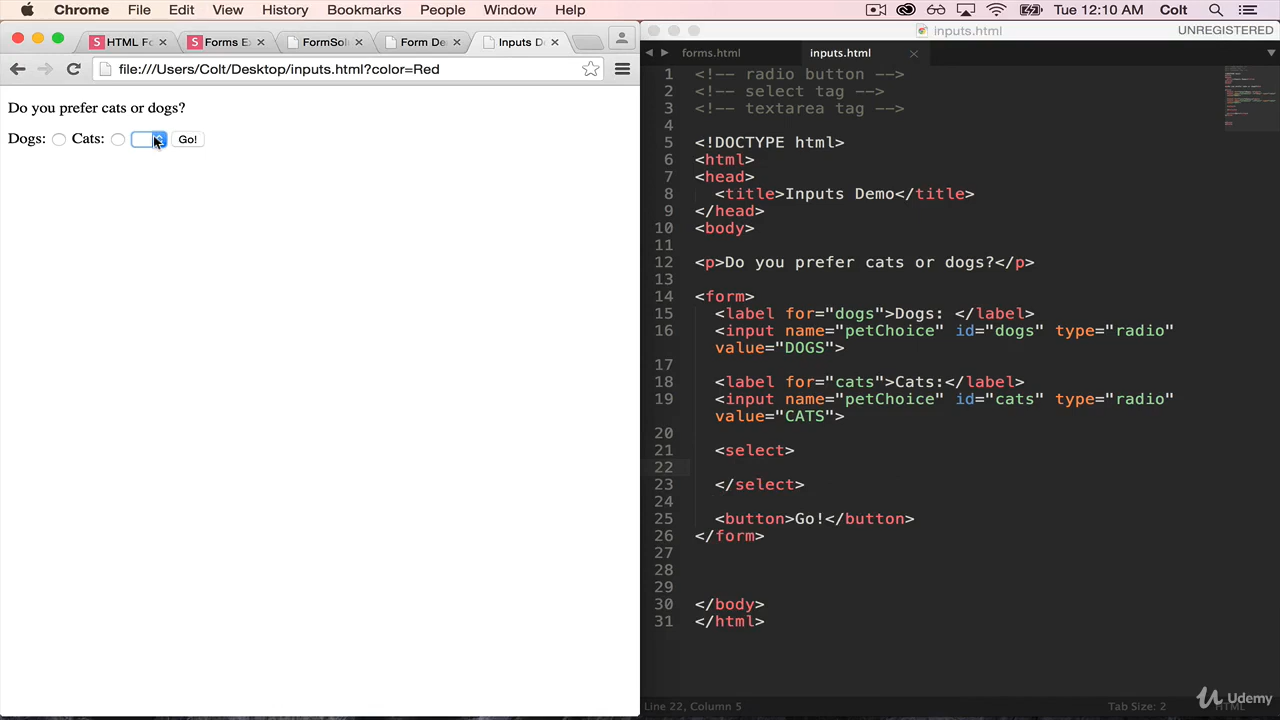 Chrome File Edit View History Bookmarks People Window Help Tue 12:10 AM Colt
HTML Fo Forms Ex FormSol Form De Inputs D
file:///Users/Colt/Desktop/inputs.html?color=Red
Do you prefer cats or dogs?
Dogs: Cats: Go!
inputs.html UNREGISTERED
forms.html inputs.html
1 <!-- radio button -->
2 <!-- select tag -->
3 <!-- textarea tag -->
4
5 <!DOCTYPE html>
6 <html>
7 <head>
8 <title>Inputs Demo</title>
9 </head>
10 <body>
11
12 <p>Do you prefer cats or dogs?</p>
13
14 <form>
15 <label for="dogs">Dogs: </label>
16 <input name="petChoice" id="dogs" type="radio"
value="DOGS">
17
18 <label for="cats">Cats:</label>
19 <input name="petChoice" id="cats" type="radio"
value="CATS">
20
21 <select>
22
23 </select>
24
25 <button>Go!</button>
26 </form>
27
28
29
30 </body>
31 </html>
Line 22, Column 5 Tab Size: 2 HTML
Udemy